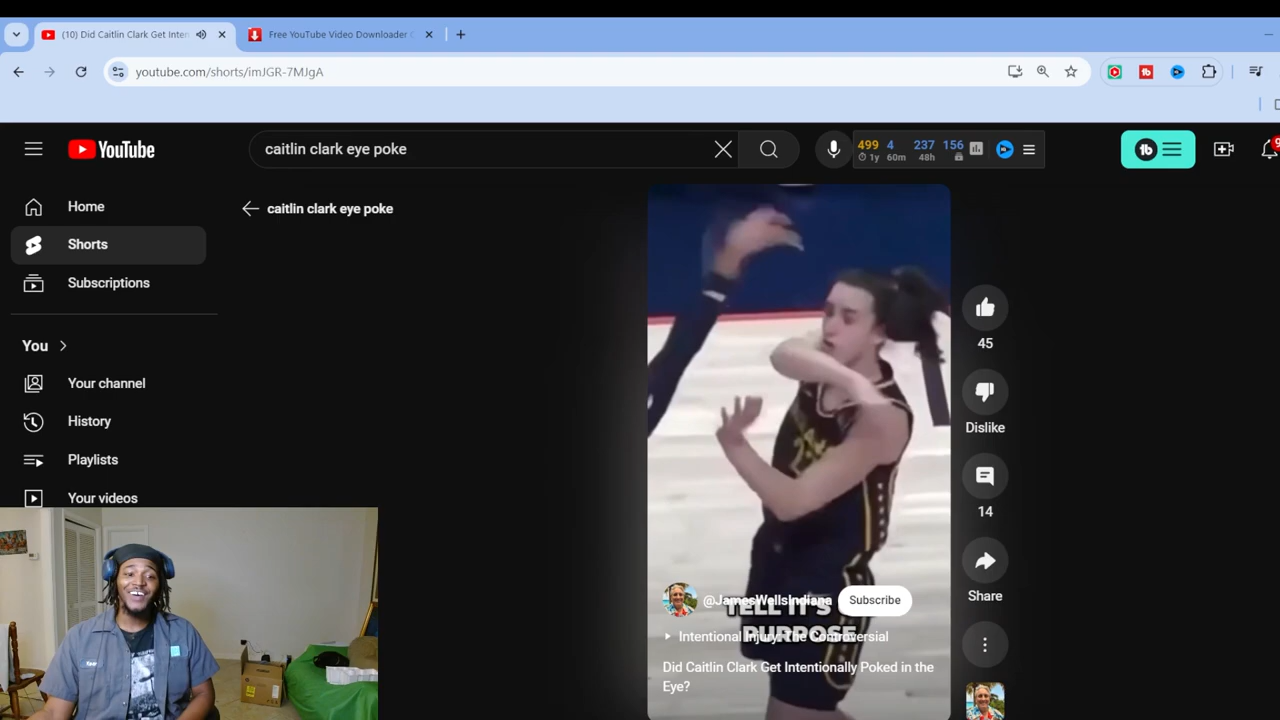 (10) Did Caitlin Clark Get Inten
Free YouTube Video Downloader
youtube.com/shorts/imJGR-7MJgA
YouTube
caitlin clark eye poke
499 4 237 156
1y 60m 48h
Home
caitlin clark eye poke
Shorts
Subscriptions
You
Your channel
History
Playlists
Your videos
45
Dislike
14
Share
@JamesWellsIndiana
Subscribe
TELL IT'S
PURPOSE
Intentional Injury: The Controversial
Did Caitlin Clark Get Intentionally Poked in the
Eye?